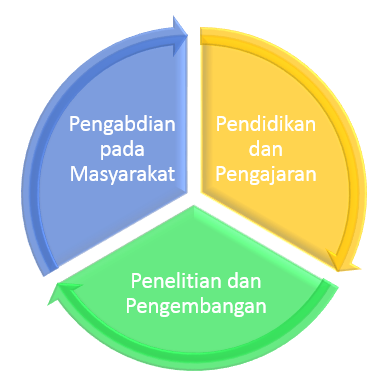 Pengabdian
pada
Masyarakat
Pendidikan
dan
Pengajaran
Penelitian dan
Pengembangan